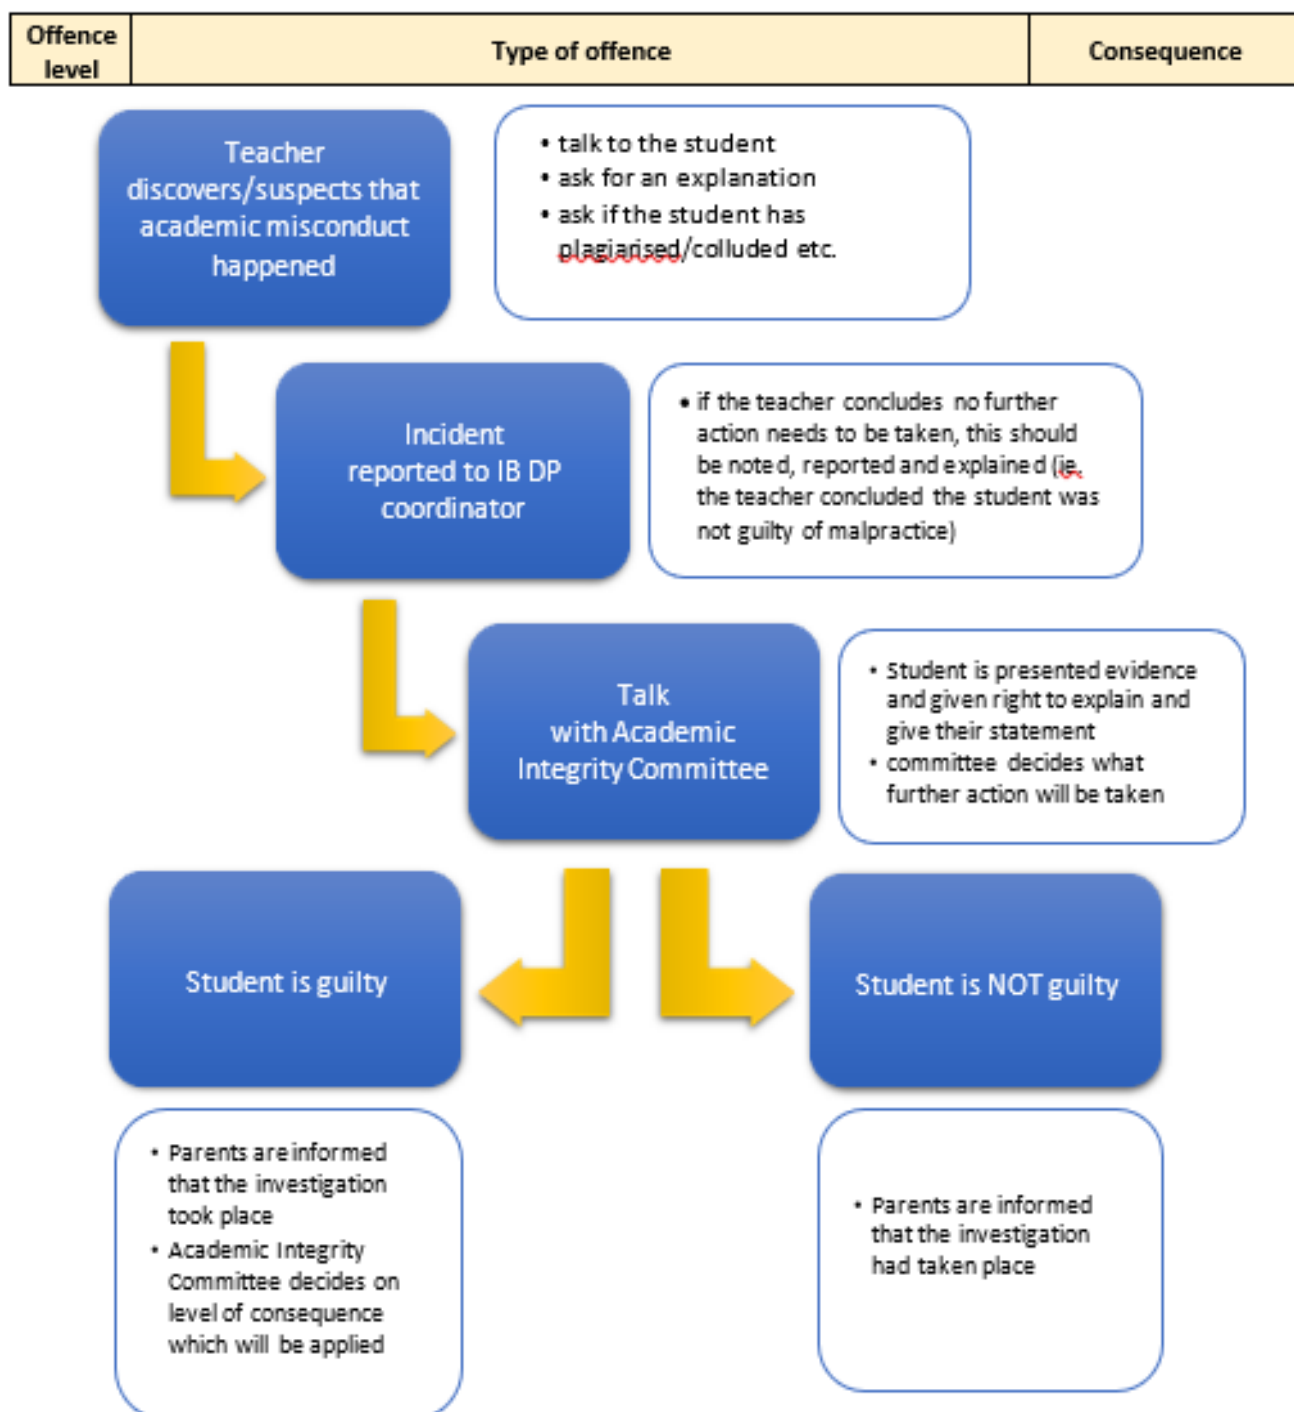 Offence level
Type of offence
Consequence
Teacher
discovers/suspects that
academic misconduct
happened
• talk to the student
• ask for an explanation
• ask if the student has
plagiarised/colluded etc.
Incident
reported to IB DP
coordinator
• if the teacher concludes no further
action needs to be taken, this should
be noted, reported and explained (ie.
the teacher concluded the student was
not guilty of malpractice)
Talk
with Academic
Integrity Committee
• Student is presented evidence
and given right to explain and
give their statement
• committee decides what
further action will be taken
Student is guilty
Student is NOT guilty
• Parents are informed
that the investigation
took place
• Academic Integrity
Committee decides on
level of consequence
which will be applied
• Parents are informed
that the investigation
had taken place